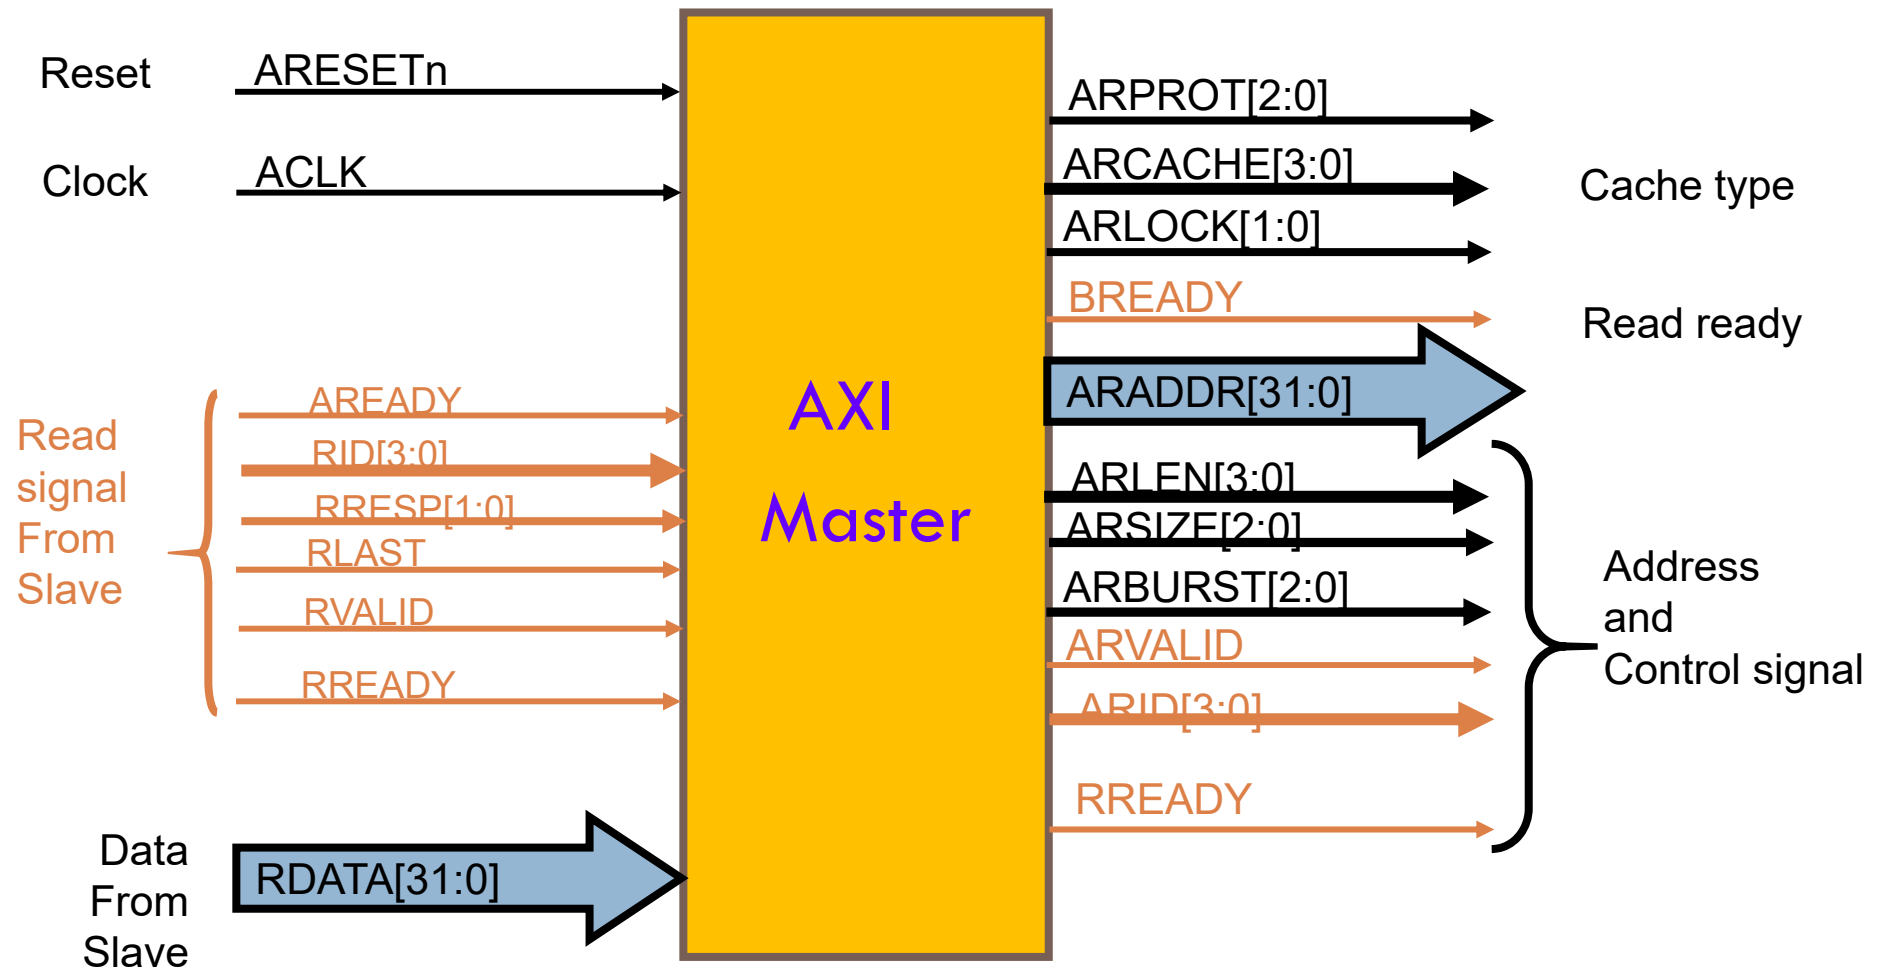 Reset
ARESETn
Clock
ACLK
Read
signal
From
Slave
AREADY
RID[3:0]
RRESP[1:0]
RLAST
RVALID
RREADY
Data
From
Slave
RDATA[31:0]
AXI
Master
ARPROT[2:0]
ARCACHE[3:0]
Cache type
ARLOCK[1:0]
BREADY
Read ready
ARADDR[31:0]
ARLEN[3:0]
ARSIZE[2:0]
ARBURST[2:0]
ARVALID
ARID[3:0]
RREADY
Address
and
Control signal